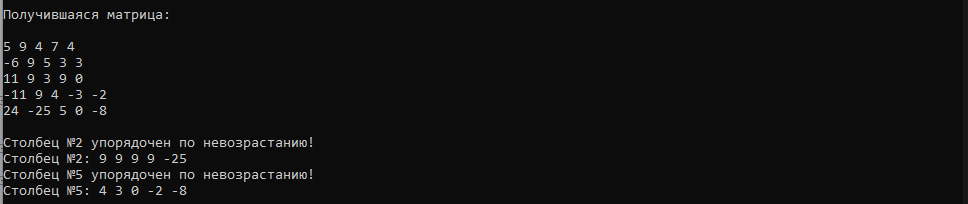 Получившаяся матрица:
5 9 4 7 4
-6 9 5 3 3
11 9 3 9 0
-11 9 4 -3 -2
24 -25 5 0 -8
Столбец №2 упорядочен по невозрастанию!
Столбец №2: 9 9 9 9 -25
Столбец №5 упорядочен по невозрастанию!
Столбец №5: 4 3 0 -2 -8